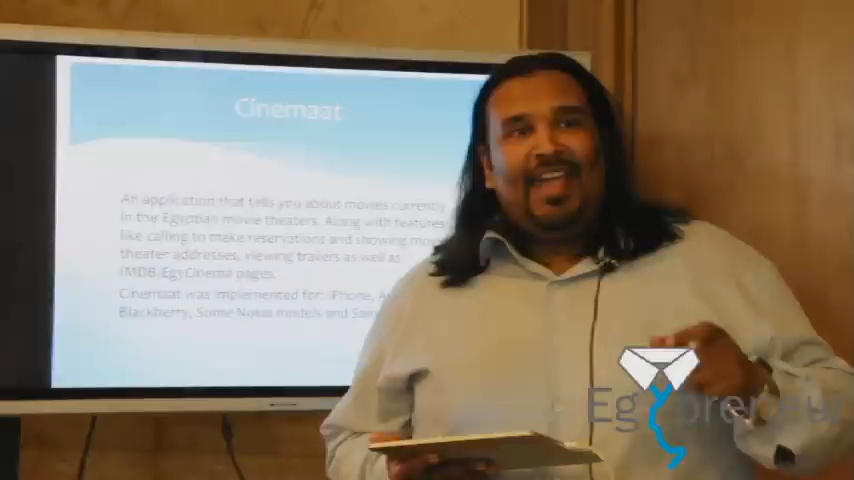 Cinemaat
An application that tells you about movies currently
in the Egyptian movie theaters. Along with features
like calling to make reservations and showing
theater addresses, viewing travers as well as
IMDB,EgyCinema pages.
Cinemaat was implemented for: iPhone,
Blackberry, Some Nokia models and
Egypreneur